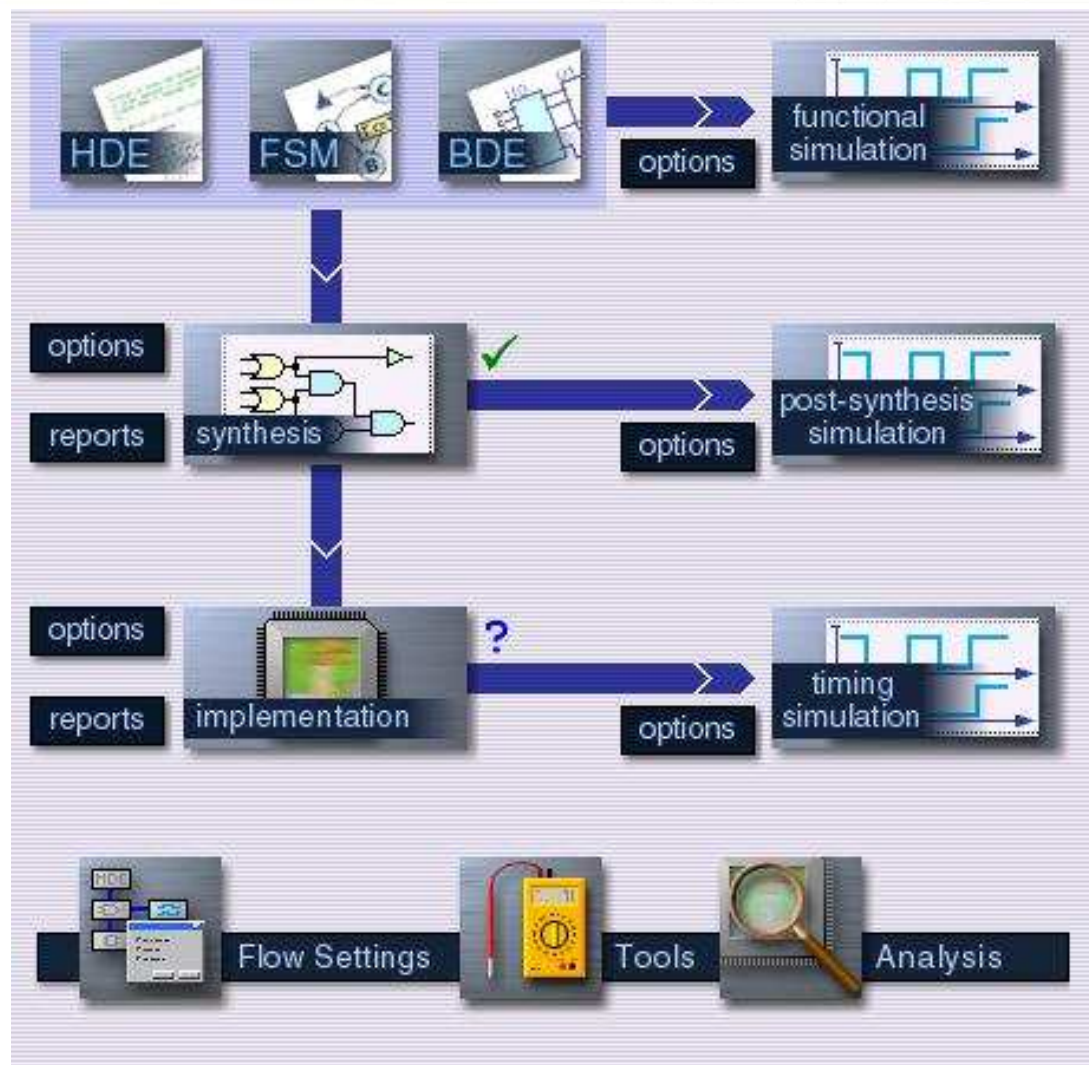 HDE
FSM
BDE
options
functional
simulation
options
reports
synthesis
options
post-synthesis
simulation
options
reports
implementation
?
options
timing
simulation
Flow Settings
Tools
Analysis